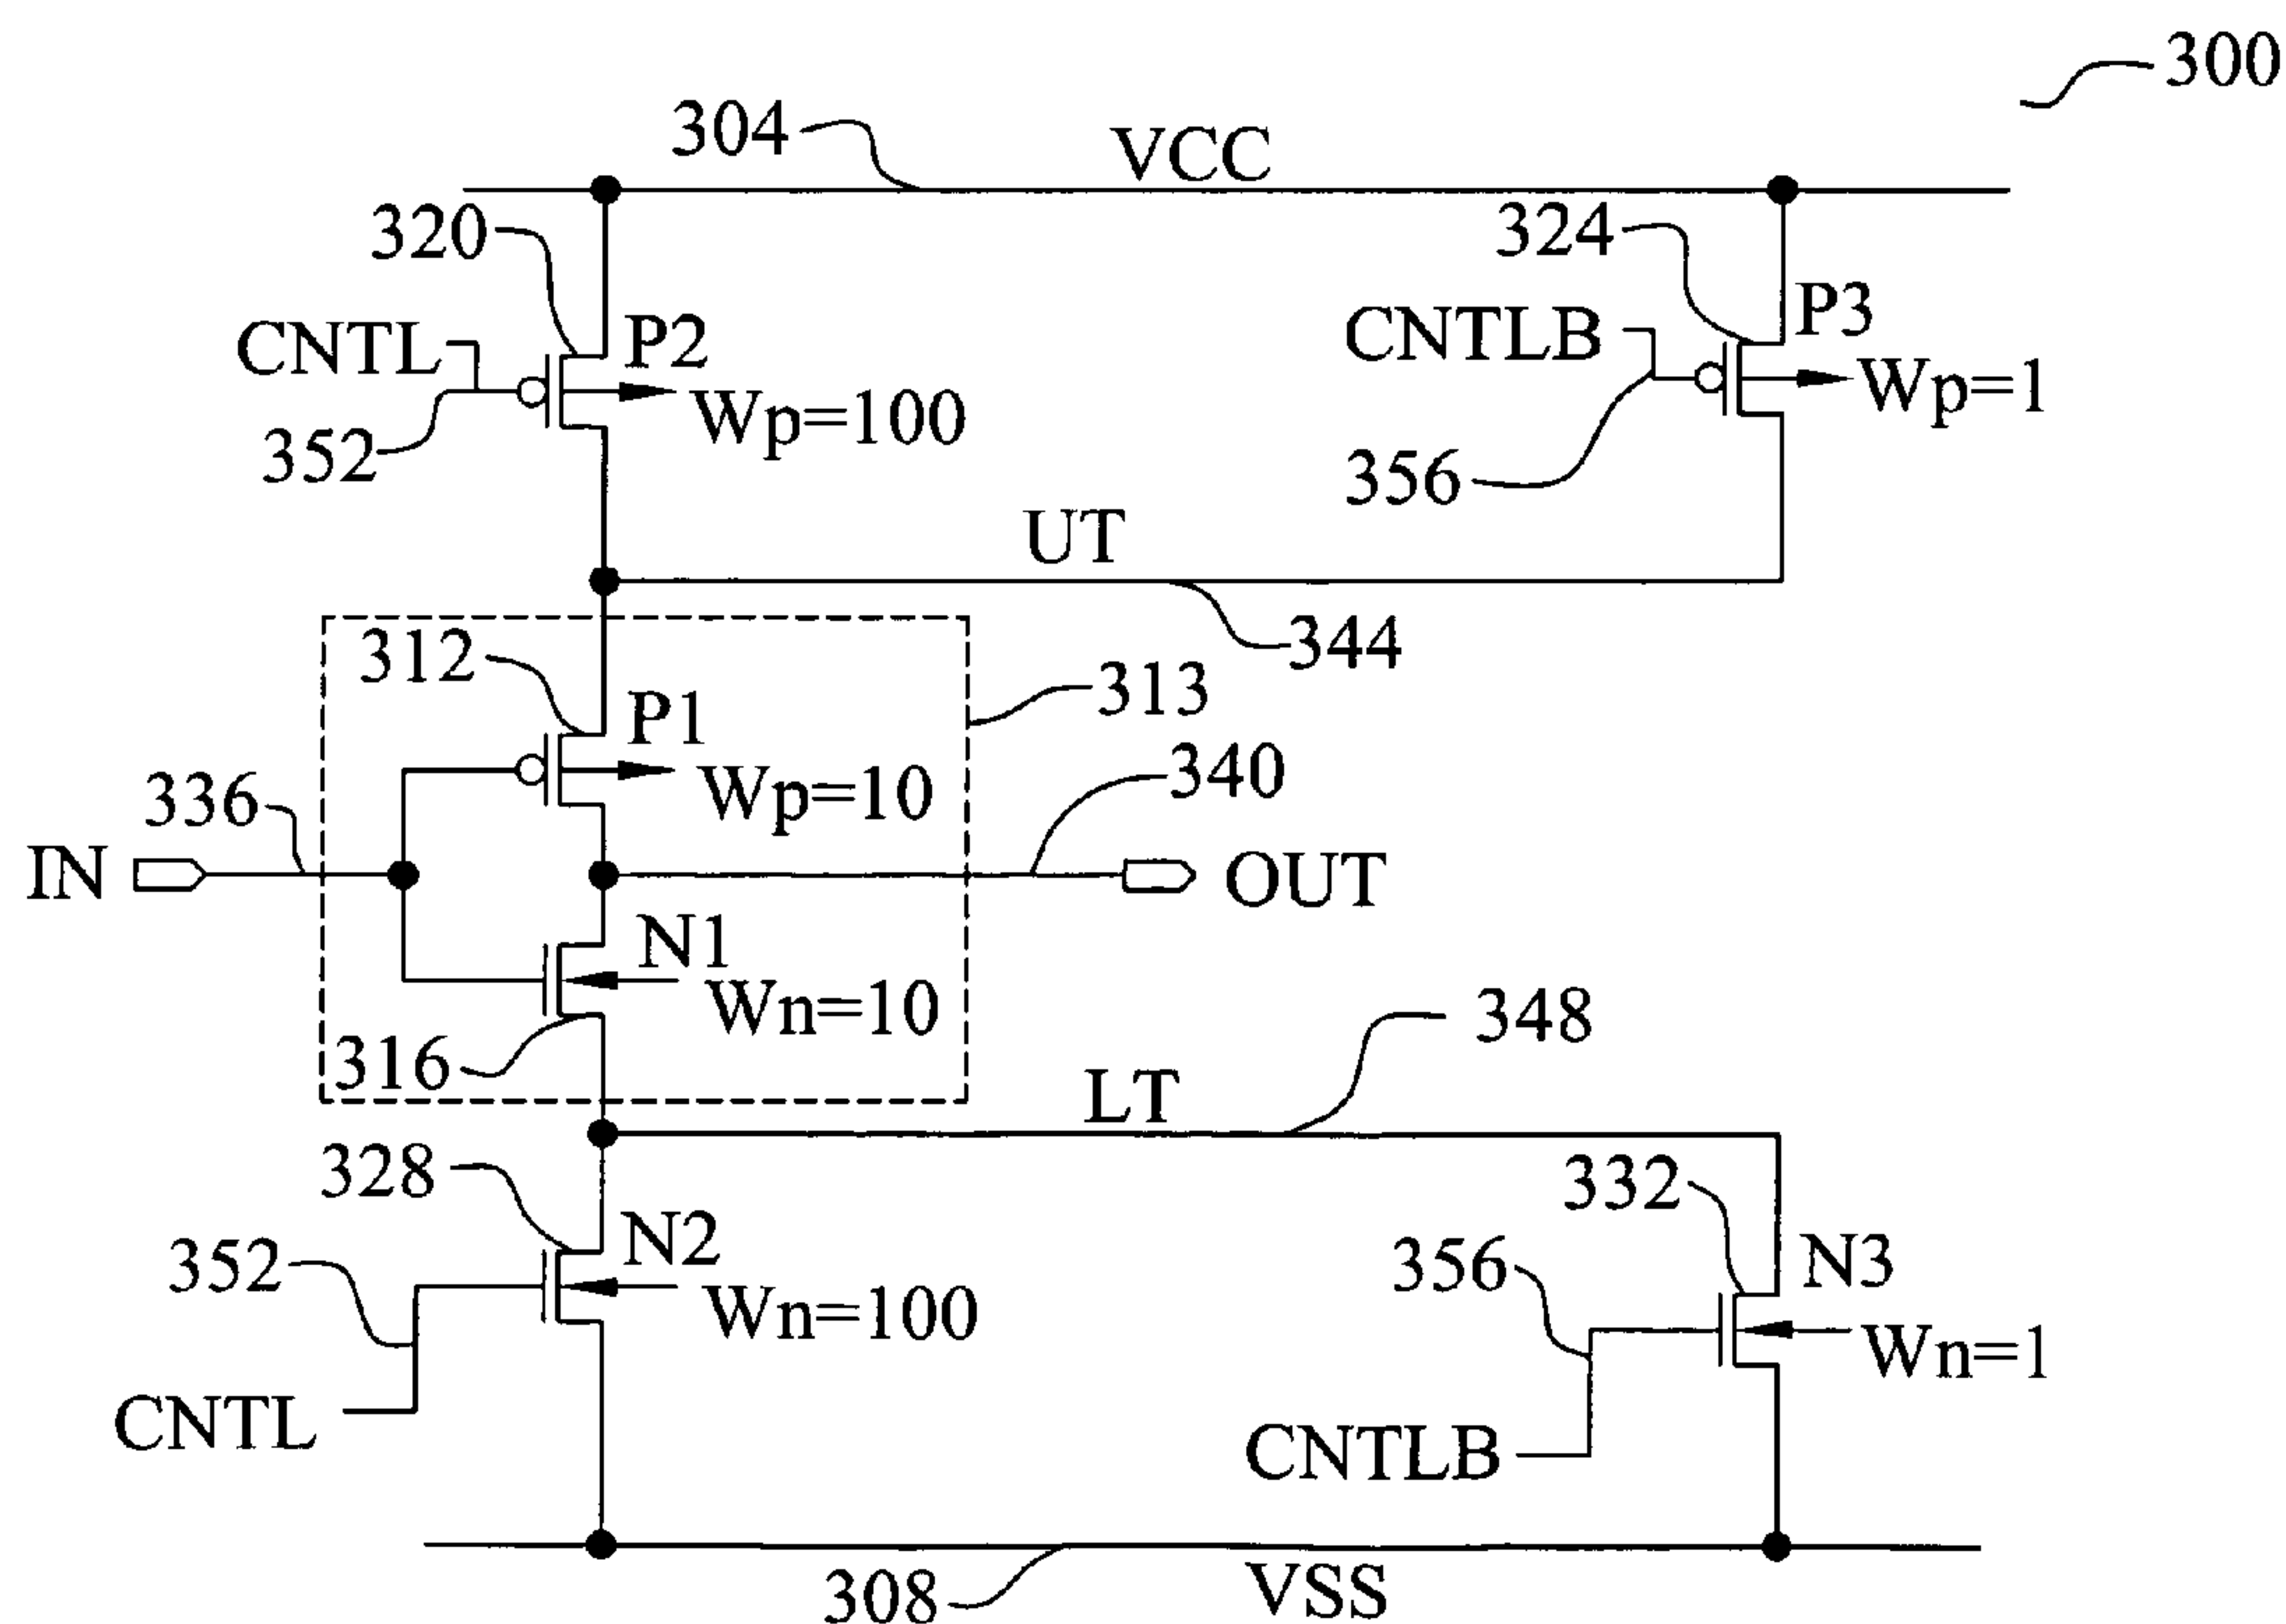 300
304
VCC
320
324
CNTL
P2
CNTLB
P3
Wp=100
Wp=1
352
356
UT
344
312
313
P1
336
Wp=10
340
IN
OUT
N1
Wn=10
348
316
LT
328
332
352
N2
356
N3
Wn=100
Wn=1
CNTL
CNTLB
308
VSS